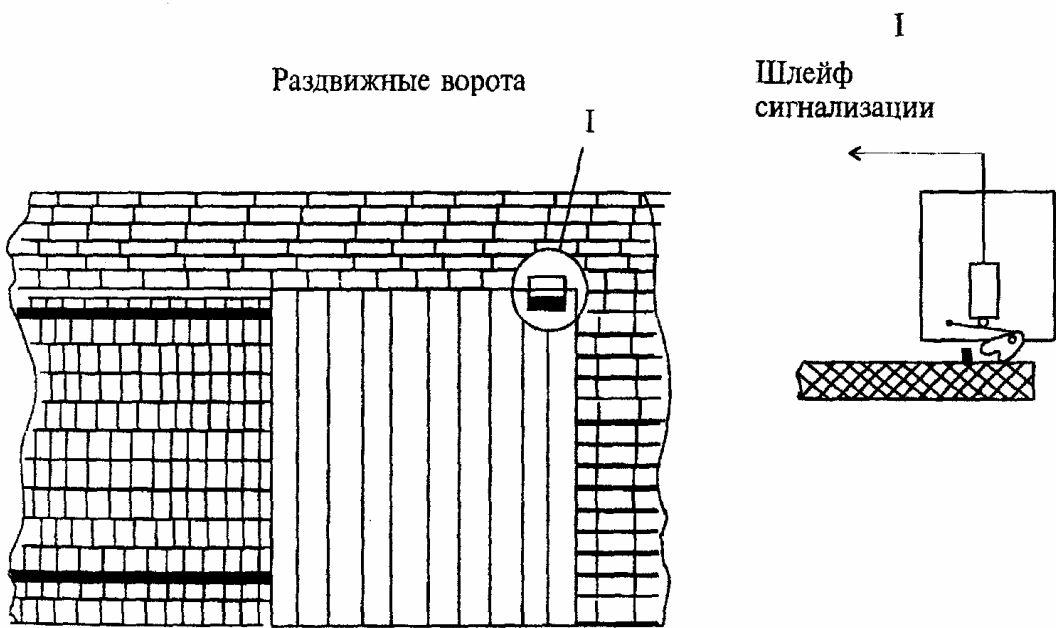 Раздвижные ворота
I
I
Шлейф
сигнализации